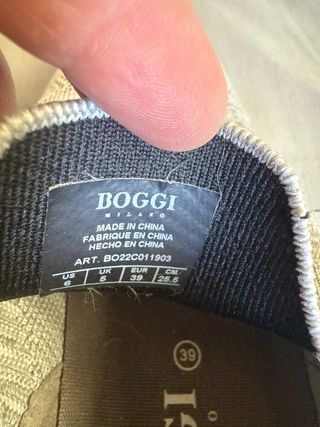 BOGGI
MILANO
MADE IN CHINA
FABRIQUE EN CHINA
HECHO EN CHINA
ART. BO22C011903
US UK EUR CM
6 5 39 25.5
39